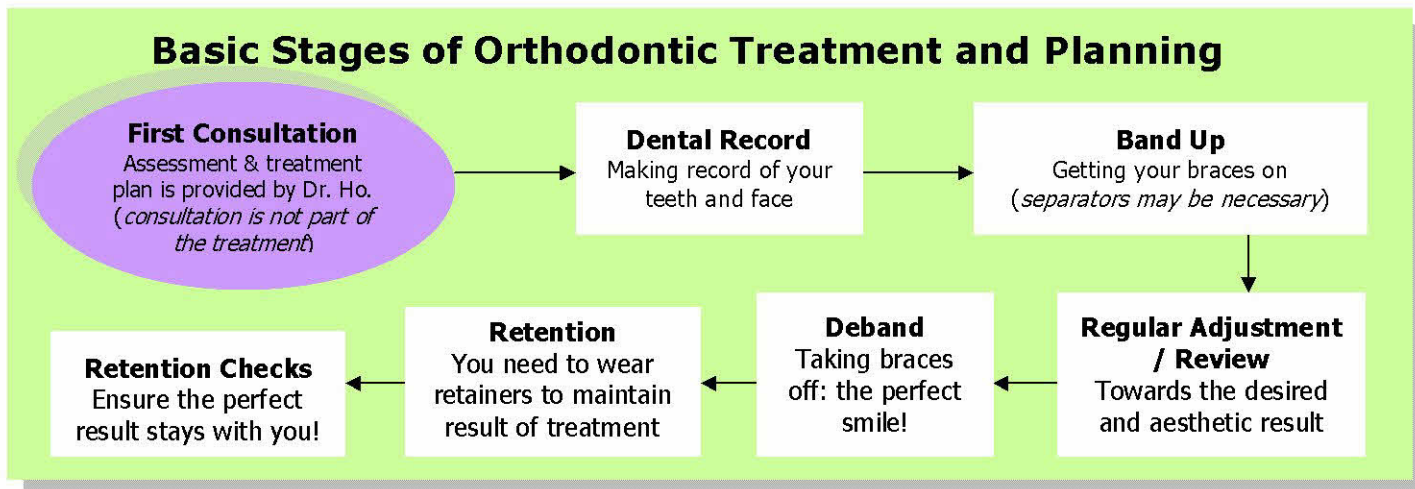 Basic Stages of Orthodontic Treatment and Planning
First Consultation
Assessment & treatment
plan is provided by Dr. Ho.
(consultation is not part of
the treatment)
Dental Record
Making record of your
teeth and face
Band Up
Getting your braces on
(separators may be necessary)
Regular Adjustment
/ Review
Towards the desired
and aesthetic result
Deband
Taking braces
off: the perfect
smile!
Retention
You need to wear
retainers to maintain
result of treatment
Retention Checks
Ensure the perfect
result stays with you!